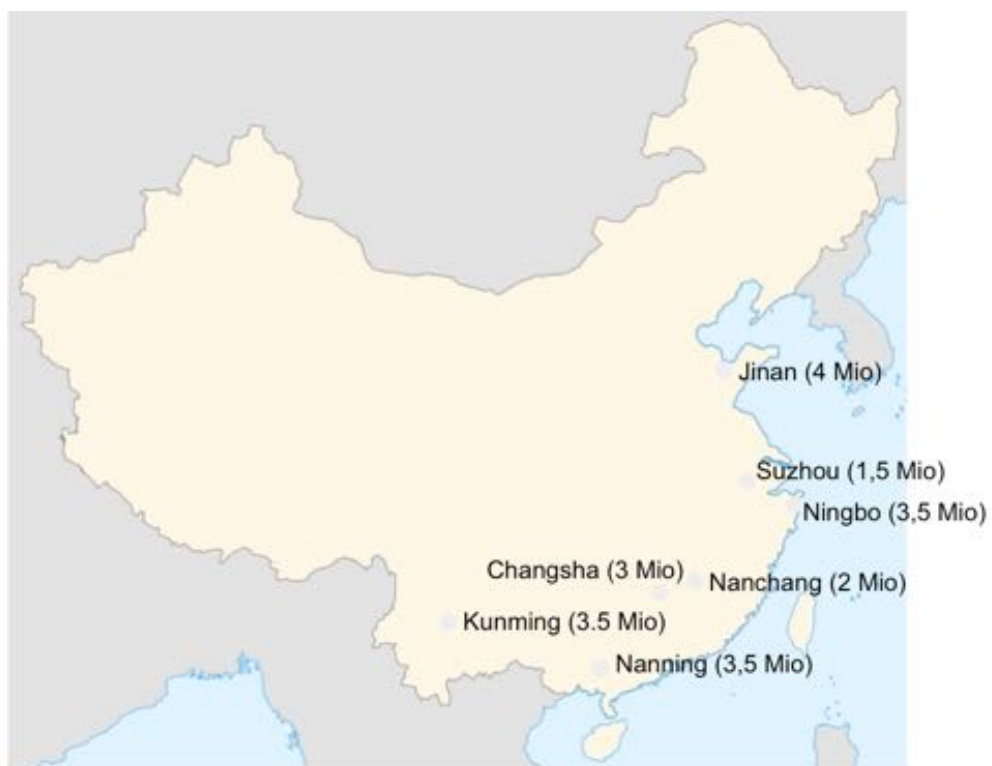 Jinan (4 Mio)
Suzhou (1,5 Mio)
Ningbo (3,5 Mio)
Changsha (3 Mio)
Nanchang (2 Mio)
Kunming (3.5 Mio)
Nanning (3,5 Mio)